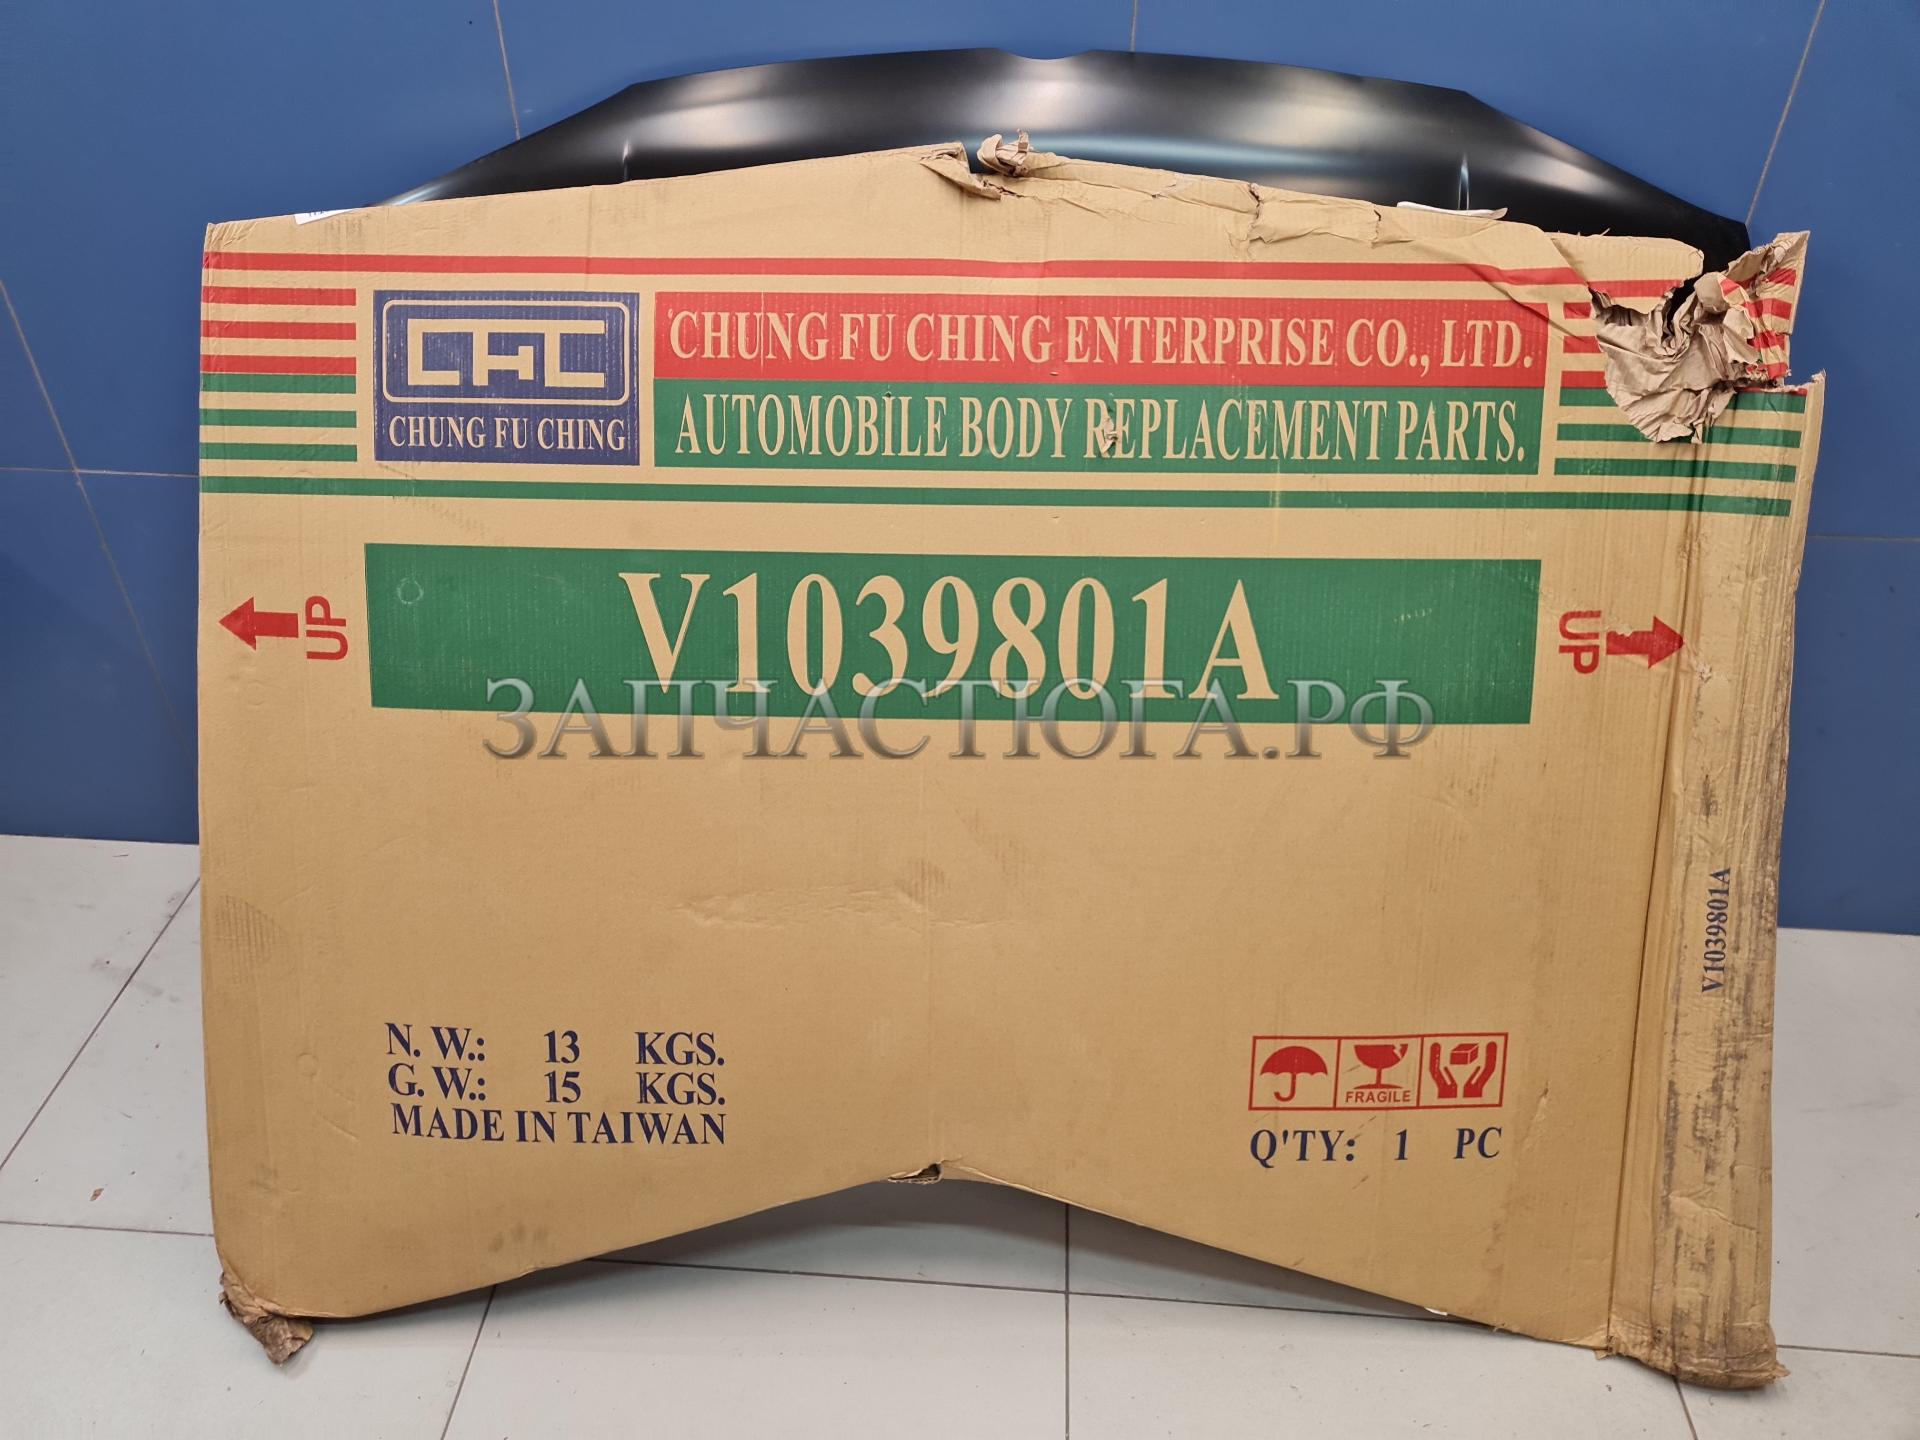 CFC
CHUNG FU CHING
CHUNG FU CHING ENTERPRISE CO., LTD.
AUTOMOBILE BODY REPLACEMENT PARTS.
UP
V1039801A
UP
ЗАПЧАСТЮГА.РФ
V1039801A
N. W.: 13 KGS.
G. W.: 15 KGS.
MADE IN TAIWAN
FRAGILE
Q'TY: 1 PC